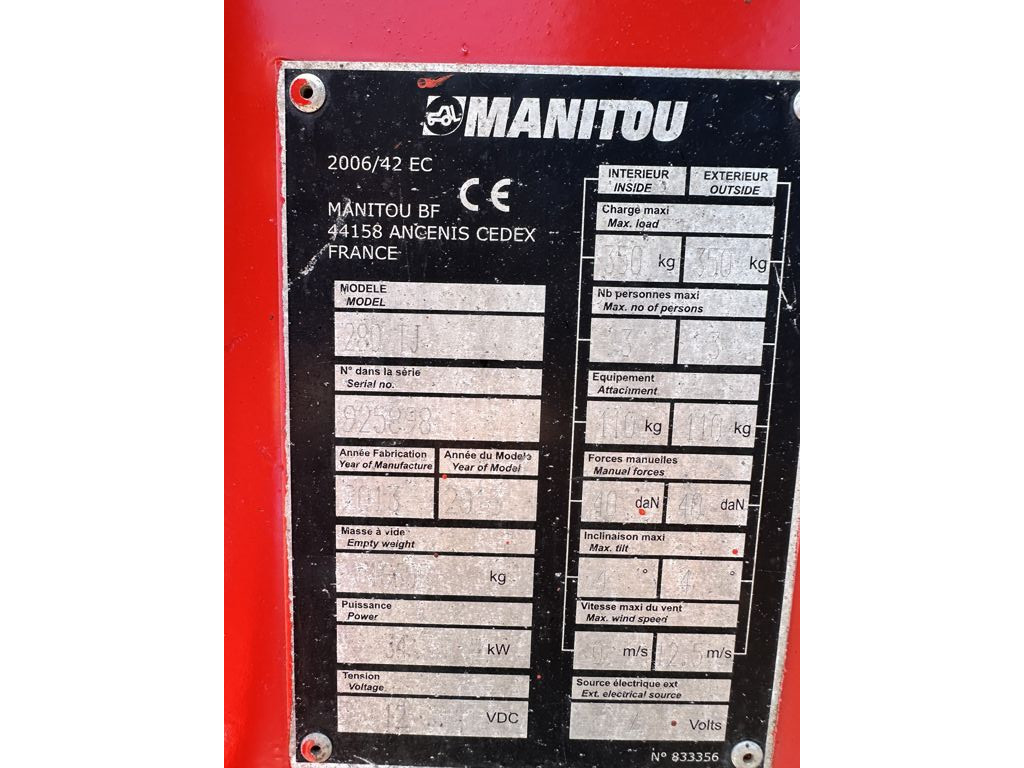 MANITOU
2006/42 EC
CE
MANITOU BF
44158 ANCENIS CEDEX
FRANCE
MODELE
MODEL
280 TJ
N° dans la série
Serial no.
925898
Année Fabrication Année du Modele
Year of Manufacture Year of Model
2013
Masse à vide
Empty weight
kg
Puissance
Power
34 kW
Tension
Voltage
12 VDC
INTERIEUR EXTERIEUR
INSIDE OUTSIDE
Charge maxi
Max. load
350 kg 350 kg
Nb personnes maxi
Max. no of persons
3 3
Equipement
Attachment
110 kg 110 kg
Forces manuelles
Manual forces
40 daN 40 daN
Inclinaison maxi
Max. tilt
4 ° 4 °
Vitesse maxi du vent
Max. wind speed
m/s 12.5 m/s
Source électrique ext
Ext. electrical source
Volts
N° 833356